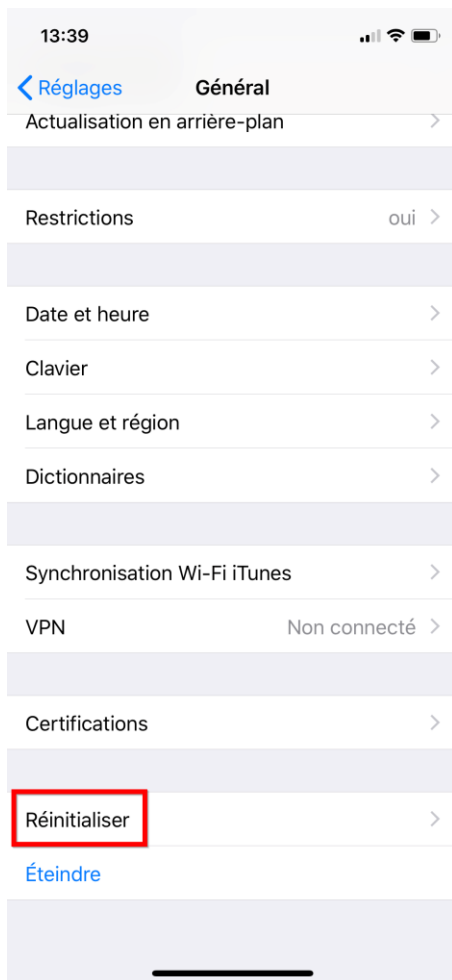 13:39
Réglages Général
Actualisation en arrière-plan
Restrictions oui
Date et heure
Clavier
Langue et région
Dictionnaires
Synchronisation Wi-Fi iTunes
VPN Non connecté
Certifications
Réinitialiser
Éteindre